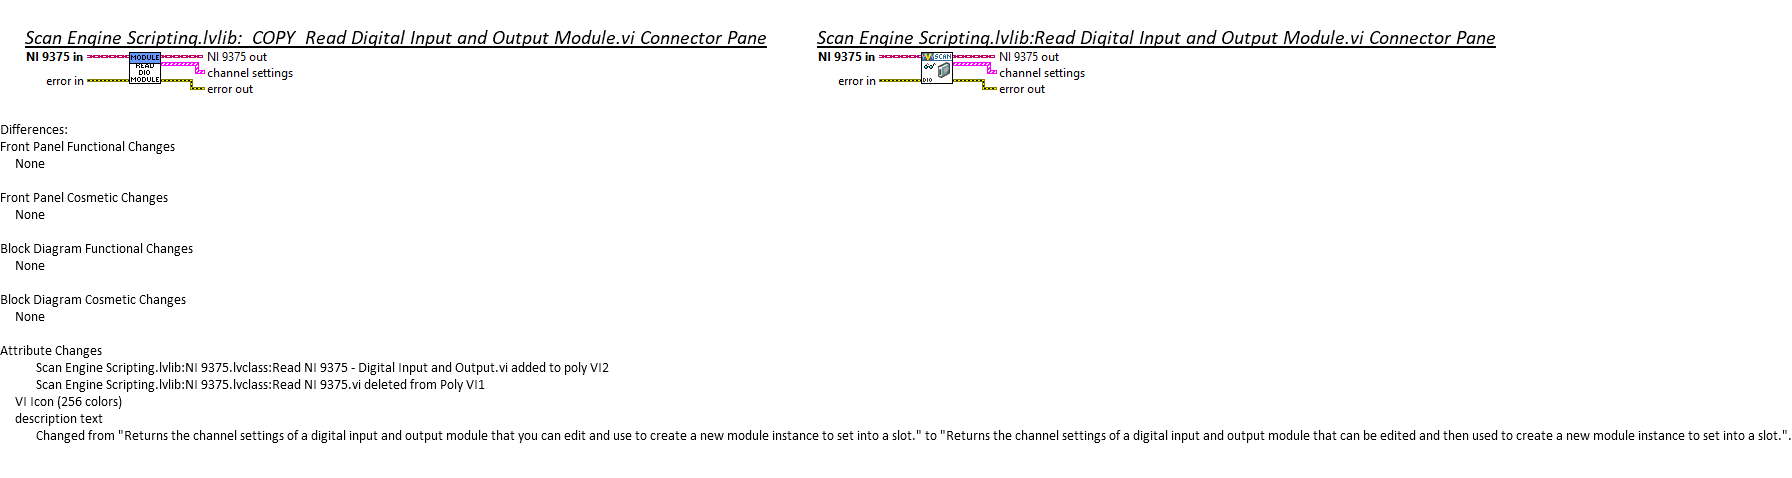 Scan Engine Scripting.lvlib:_COPY_Read Digital Input and Output Module.vi Connector Pane
NI 9375 in
MODULE
READ
DIO
MODULE
NI 9375 out
channel settings
error in
error out
Scan Engine Scripting.lvlib:Read Digital Input and Output Module.vi Connector Pane
NI 9375 in
SCAN
DIO
NI 9375 out
channel settings
error in
error out
Differences:
Front Panel Functional Changes
None
Front Panel Cosmetic Changes
None
Block Diagram Functional Changes
None
Block Diagram Cosmetic Changes
None
Attribute Changes
Scan Engine Scripting.lvlib:NI 9375.lvclass:Read NI 9375 - Digital Input and Output.vi added to poly VI2
Scan Engine Scripting.lvlib:NI 9375.lvclass:Read NI 9375.vi deleted from Poly VI1
VI Icon (256 colors)
description text
Changed from "Returns the channel settings of a digital input and output module that you can edit and use to create a new module instance to set into a slot." to "Returns the channel settings of a digital input and output module that can be edited and then used to create a new module instance to set into a slot.".